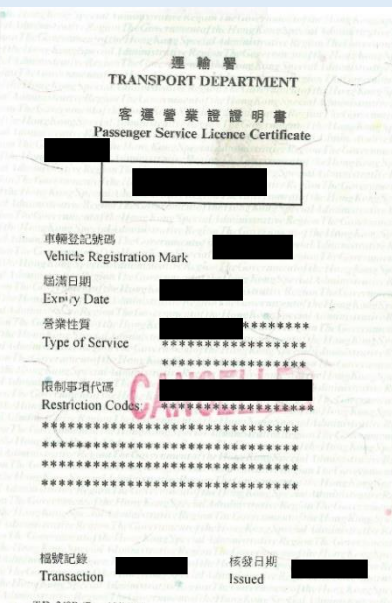 運輸署
TRANSPORT DEPARTMENT
客運營業證證明書
Passenger Service Licence Certificate
車輛登記號碼
Vehicle Registration Mark
屆滿日期
Expiry Date
營業性質
********
Type of Service
*****************
*****************
限制事項代碼
CANCELLED
Restriction Codes
******************
******************************
******************************
******************************
******************************
檔號記錄
核發日期
Transaction
Issued